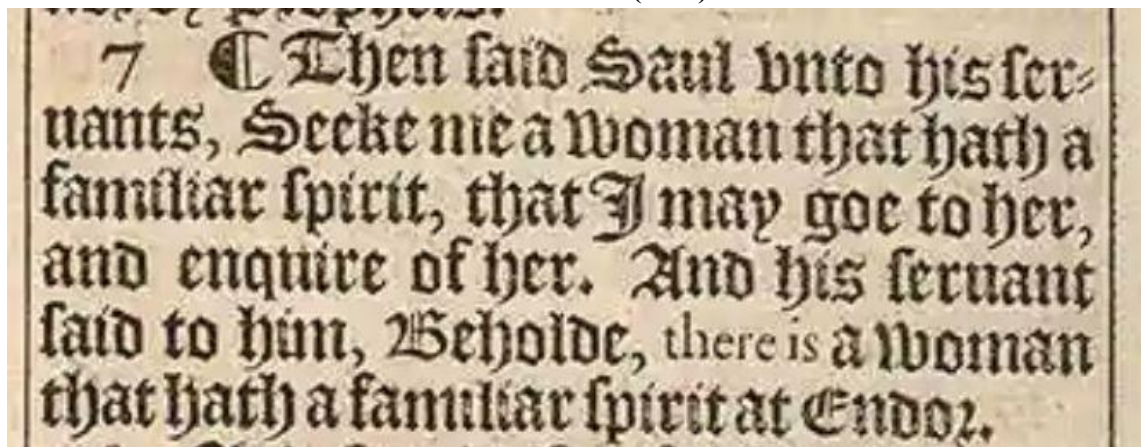 7 ¶ Then ſaid Saul vnto his ſer⸗
uants, Seeke me a woman that hath a
familiar ſpirit, that I may goe to her,
and enquire of her. And his ſeruant
ſaid to him, Beholde, there is a woman
that hath a familiar ſpirit at Endoꝛ.